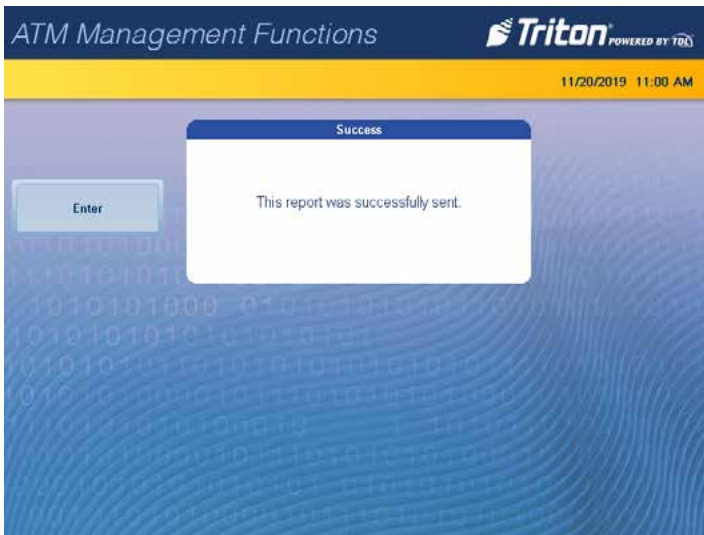 ATM Management Functions
Triton POWERED BY TDL
11/20/2019 11:00 AM
Success
Enter
This report was successfully sent.